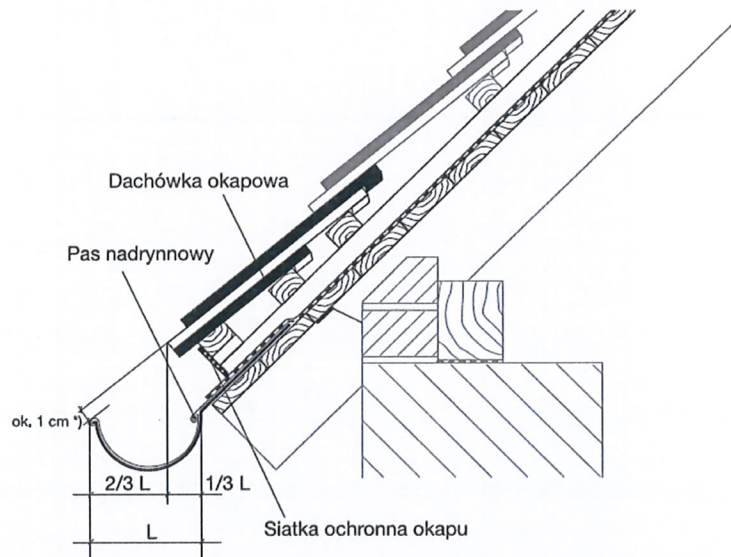 Dachówka okapowa
Pas nadrynnowy
ok. 1 cm *)
2/3 L
1/3 L
L
Siatka ochronna okapu